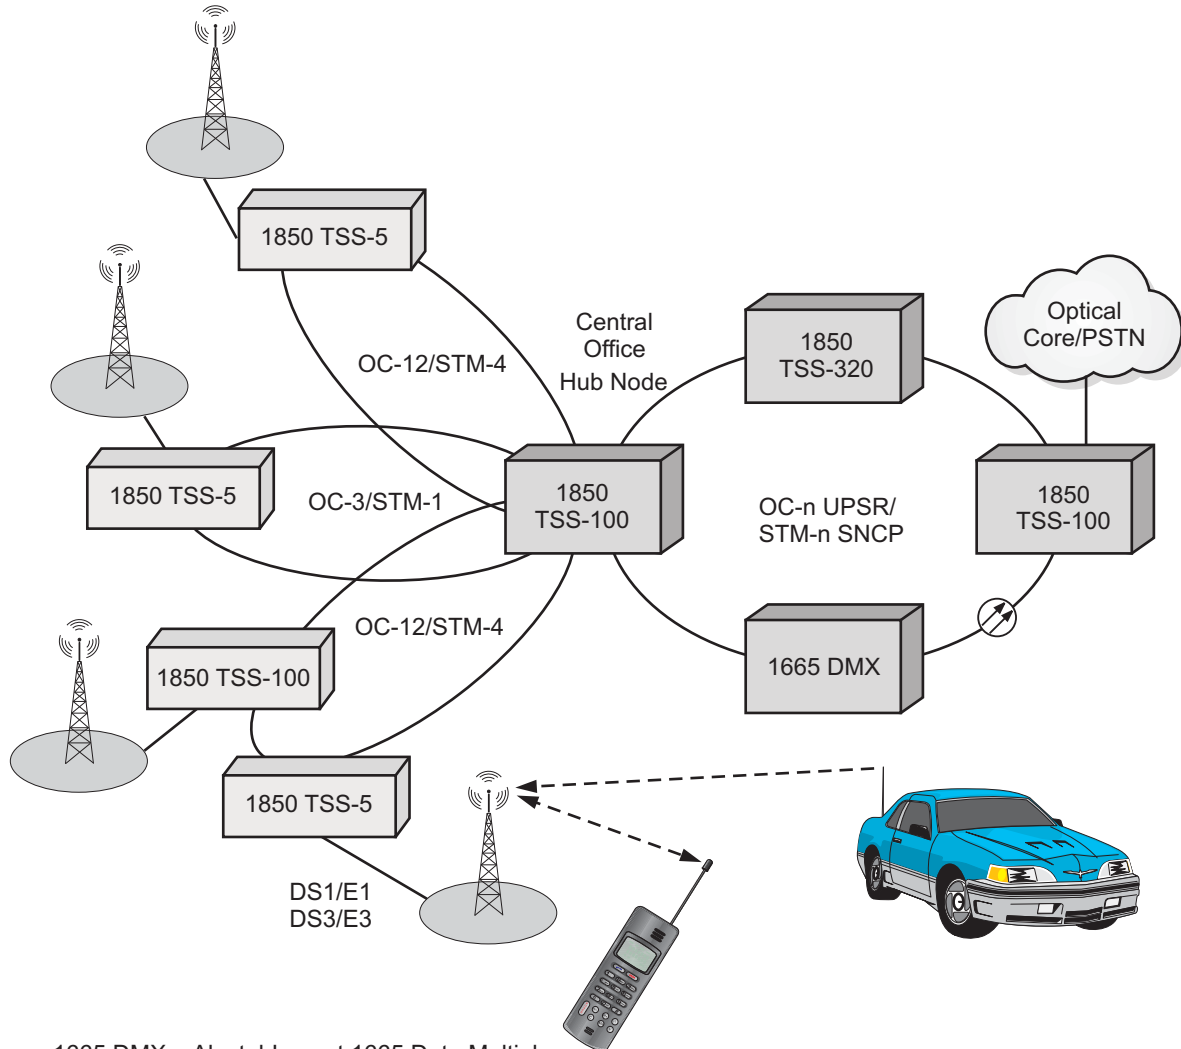 1850 TSS-5
OC-12/STM-4
Central
Office
Hub Node
1850
TSS-320
Optical
Core/PSTN
1850 TSS-5
OC-3/STM-1
1850
TSS-100
OC-n UPSR/
STM-n SNCP
1850
TSS-100
OC-12/STM-4
1850 TSS-100
1665 DMX
1850 TSS-5
DS1/E1
DS3/E3